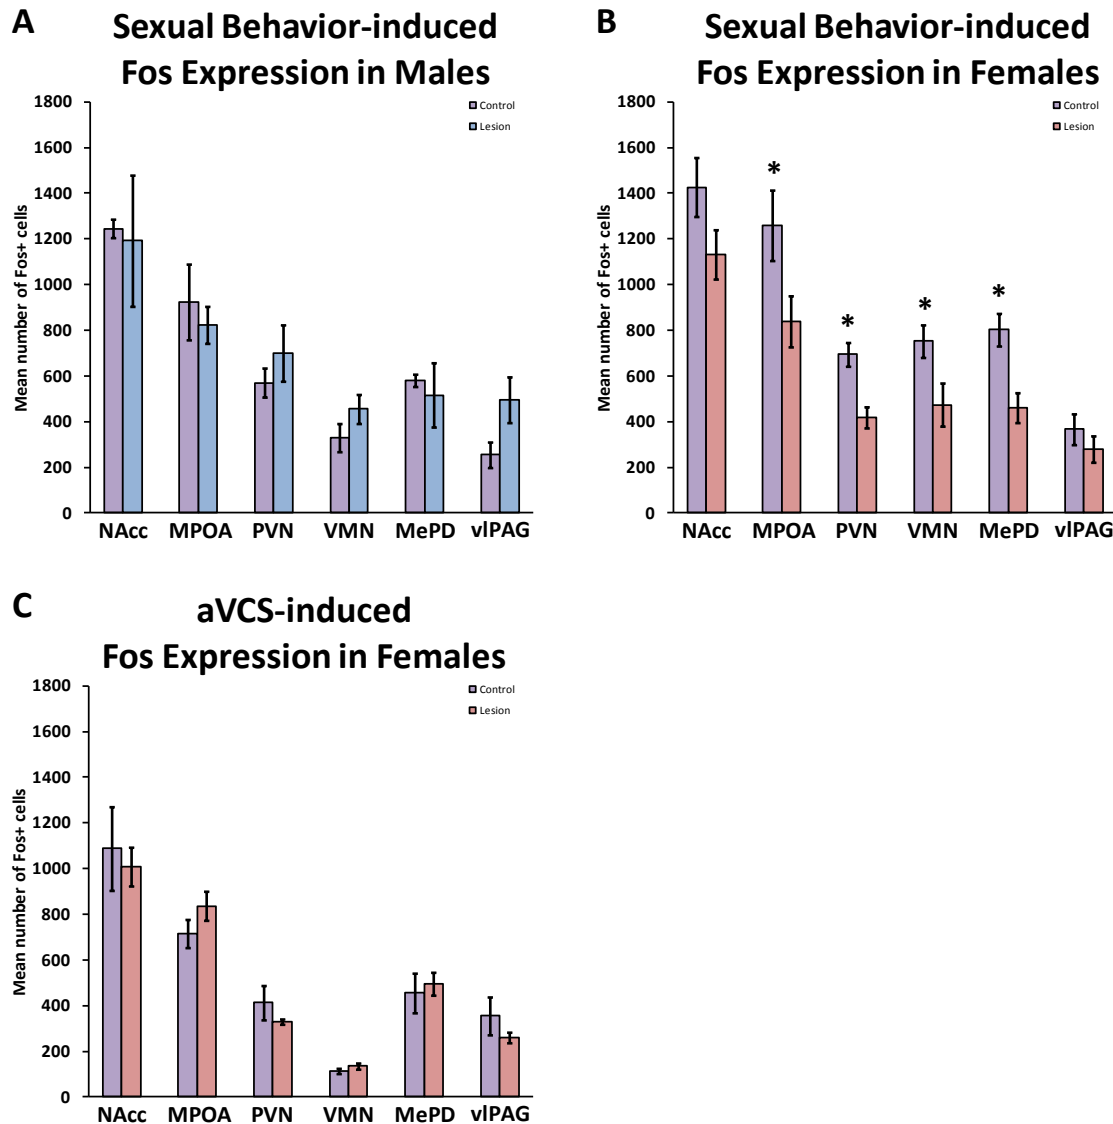 A
Sexual Behavior-induced
Fos Expression in Males
Control
Lesion
Mean number of Fos+ cells
1800
1600
1400
1200
1000
800
600
400
200
0
NAcc MPOA PVN VMN MePD vlPAG
B
Sexual Behavior-induced
Fos Expression in Females
Control
Lesion
Mean number of Fos+ cells
1800
1600
1400
1200
1000
800
600
400
200
0
* * * *
NAcc MPOA PVN VMN MePD vlPAG
C
aVCS-induced
Fos Expression in Females
Control
Lesion
Mean number of Fos+ cells
1800
1600
1400
1200
1000
800
600
400
200
0
NAcc MPOA PVN VMN MePD vlPAG